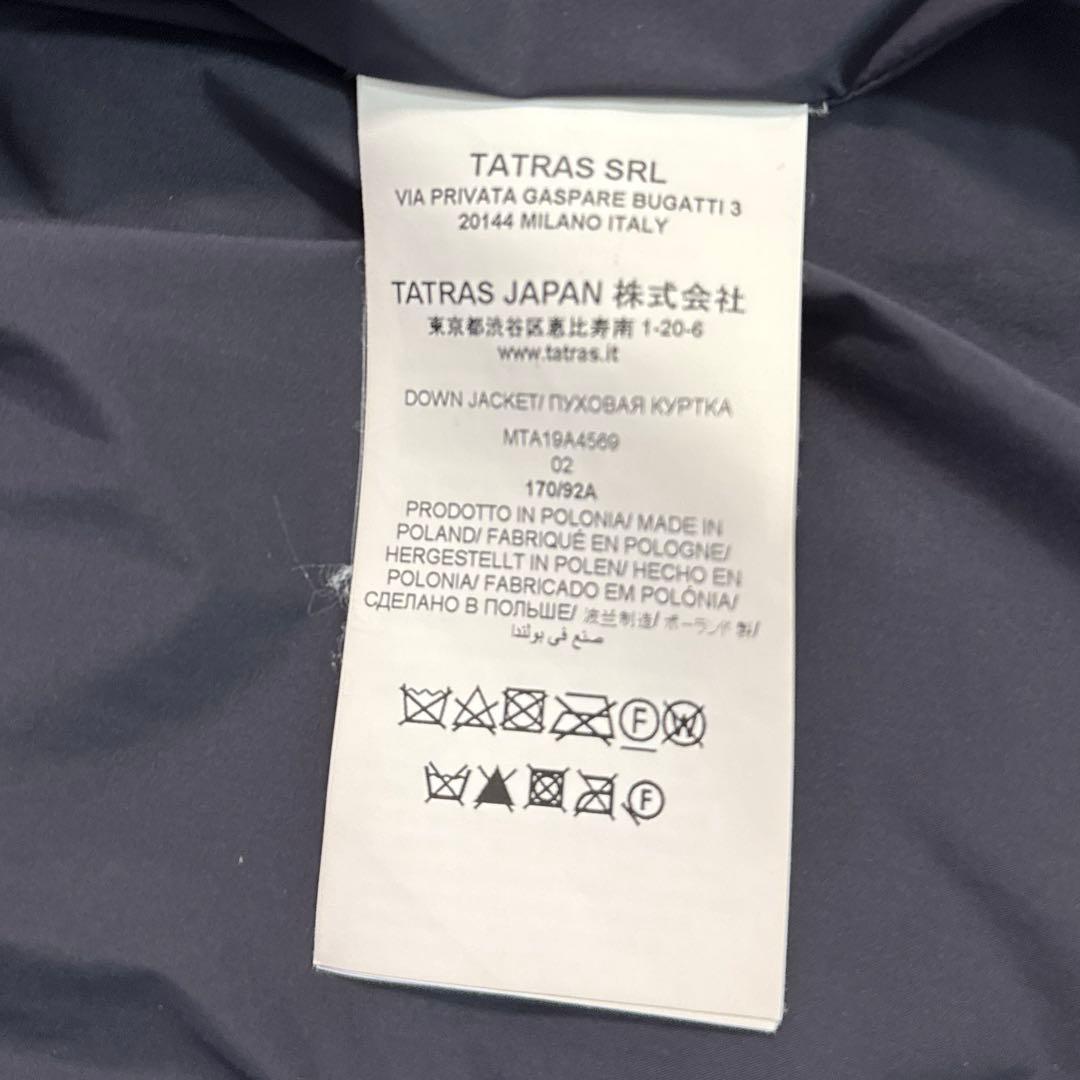 TATRAS SRL
VIA PRIVATA GASPARE BUGATTI 3
20144 MILANO ITALY
TATRAS JAPAN 株式会社
東京都渋谷区恵比寿南 1-20-6
www.tatras.it
DOWN JACKET/ ПУХОВАЯ КУРТКА
MTA19A4569
02
170/92A
PRODOTTO IN POLONIA/ MADE IN
POLAND/ FABRIQUÉ EN POLOGNE/
HERGESTELLT IN POLEN/ HECHO EN
POLONIA/ FABRICADO EM POLÓNIA/
СДЕЛАНО В ПОЛЬШЕ/ 波兰制造/ ポーランド 製/
صنع في بولندا
F W
F